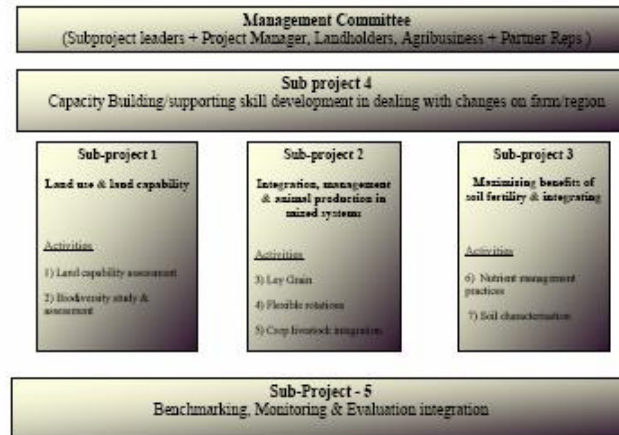 Management Committee
(Subproject leaders + Project Manager, Landholders, Agribusiness + Partner Reps )
Sub project 4
Capacity Building/supporting skill development in dealing with changes on farm/region
Sub-project 1
Land use & land capability
Activities
1) Land capability assessment
2) Biodiversity study &
assessment
Sub-project 2
Integration, management
& animal production in
mixed systems
Activities
3) Ley Grain
4) Flexible rotations
5) Crop livestock integration
Sub-project 3
Maximizing benefits of
soil fertility & integrating
Activities
6) Nutrient management
practices
7) Soil characterisation
Sub-Project - 5
Benchmarking, Monitoring & Evaluation integration